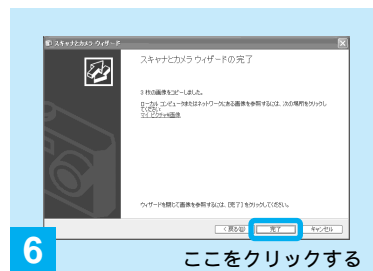 スキャナとカメラ ウィザード
スキャナとカメラ ウィザードの完了
3 枚の画像をコピーしました。
ローカル コンピュータまたはネットワークにある画像を参照するには、次の場所をクリックし
てください:
マイ ピクチャ¥画像
ウィザードを閉じて画像を参照するには、[完了] をクリックしてください。
< 戻る(B)
完了
キャンセル
6
ここをクリックする